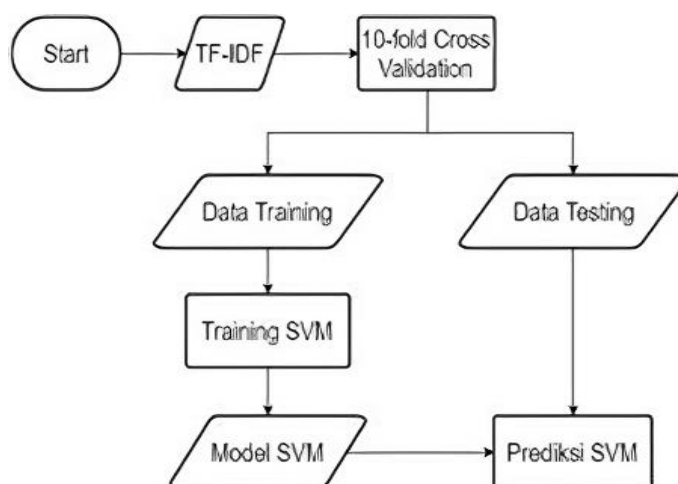 Start
TF-IDF
10-fold Cross
Validation
Data Training
Data Testing
Training SVM
Model SVM
Prediksi SVM